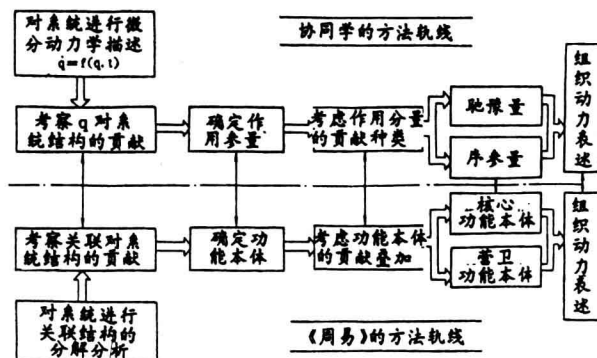 对系统进行微
分动力学描述
q̇=f(q.t)
协同学的方法轨线
考察q对系
统结构的贡献
确定作
用参量
考虑作用分量
的贡献种类
驰豫量
序参量
组织动力表述
考察关联对系
统结构的贡献
确定功
能本体
考虑功能本体
的贡献叠加
核心
功能本体
营卫
功能本体
组织动力表述
对系统进行
关联结构的
分解分析
《周易》的方法轨线